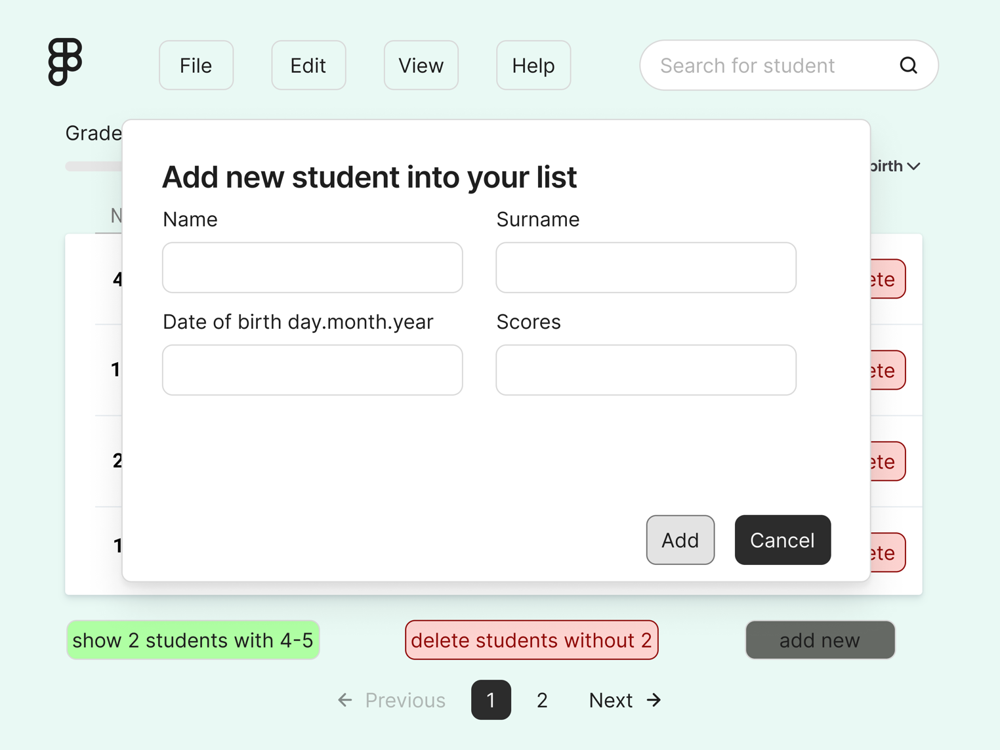 File Edit View Help Search for student
Grade
Add new student into your list
birth
Name Surname
N
4
ete
Date of birth day.month.year Scores
1
ete
2
ete
1
Add Cancel
ete
show 2 students with 4-5 delete students without 2 add new
← Previous 1 2 Next →